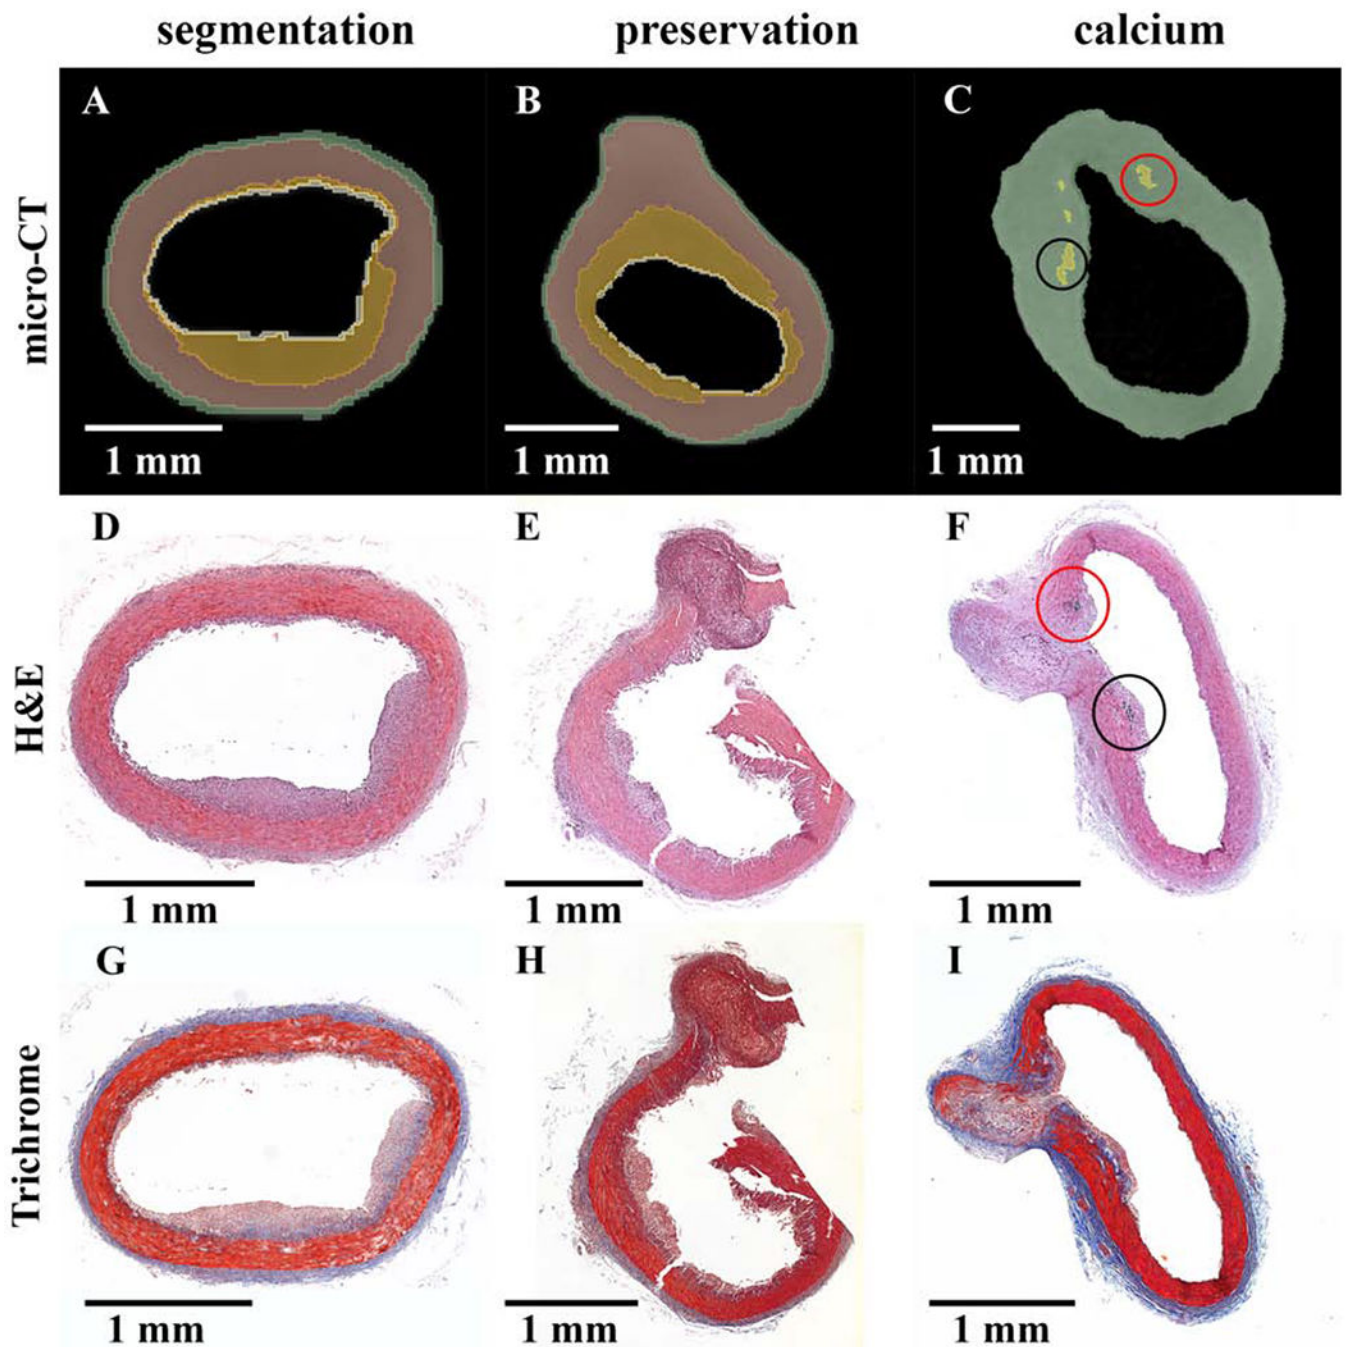 segmentation preservation calcium
micro-CT
A B C
1 mm 1 mm 1 mm
H&E
D E F
1 mm 1 mm 1 mm
Trichrome
G H I
1 mm 1 mm 1 mm